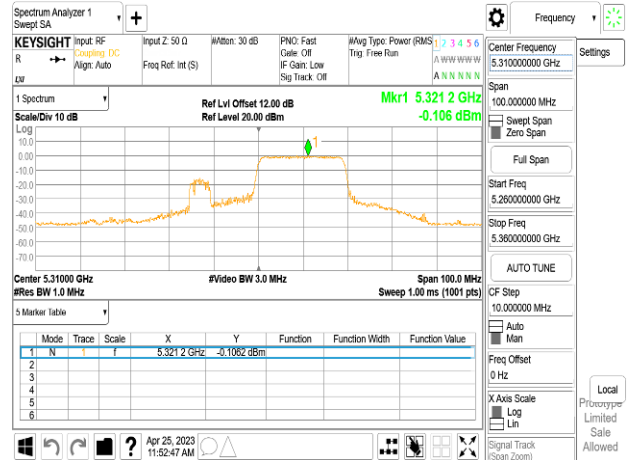 Spectrum Analyzer 1
Swept SA
+
Frequency
KEYSIGHT
R
Input: RF
Coupling: DC
Align: Auto
Input Z: 50 Ω
Freq Ref: Int (S)
#Atten: 30 dB
PNO: Fast
Gate: Off
IF Gain: Low
Sig Track: Off
#Avg Type: Power (RMS
Trig: Free Run
1 2 3 4 5 6
A W W W W W
A N N N N N
1 Spectrum
Scale/Div 10 dB
Ref Lvl Offset 12.00 dB
Ref Level 20.00 dBm
Mkr1 5.321 2 GHz
-0.106 dBm
Log
10.0
0.00
-10.0
-20.0
-30.0
-40.0
-50.0
-60.0
-70.0
1
Center 5.31000 GHz
#Res BW 1.0 MHz
#Video BW 3.0 MHz
Span 100.0 MHz
Sweep 1.00 ms (1001 pts)
5 Marker Table
Mode Trace Scale X Y Function Function Width Function Value
1 N 1 f 5.321 2 GHz -0.1062 dBm
2
3
4
5
6
?
Apr 25, 2023
11:52:47 AM
Center Frequency
5.310000000 GHz
Settings
Span
100.000000 MHz
Swept Span
Zero Span
Full Span
Start Freq
5.260000000 GHz
Stop Freq
5.360000000 GHz
AUTO TUNE
CF Step
10.000000 MHz
Auto
Man
Freq Offset
0 Hz
X Axis Scale
Log
Lin
Signal Track
(Span Zoom)
Local
Prototype
Limited
Sale
Allowed